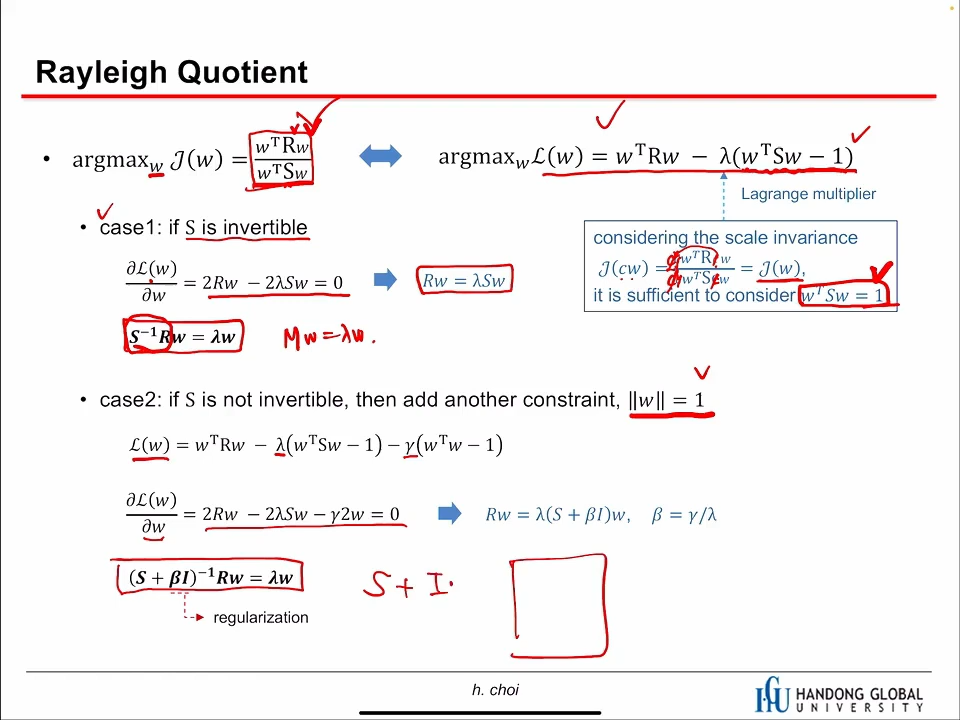 Rayleigh Quotient
• argmax_w 𝒥(w) = wᵀRw / wᵀSw ⟺ argmax_w ℒ(w) = wᵀRw − λ(wᵀSw − 1)
Lagrange multiplier
• case1: if S is invertible
considering the scale invariance
𝒥(cw) = cwᵀRcw / cwᵀScw = 𝒥(w),
it is sufficient to consider wᵀSw = 1
∂ℒ(w)/∂w = 2Rw − 2λSw = 0 Rw = λSw
S⁻¹Rw = λw Mw = λw.
• case2: if S is not invertible, then add another constraint, ‖w‖ = 1
ℒ(w) = wᵀRw − λ(wᵀSw − 1) − γ(wᵀw − 1)
∂ℒ(w)/∂w = 2Rw − 2λSw − γ2w = 0 Rw = λ(S + βI)w, β = γ/λ
(S + βI)⁻¹Rw = λw S + I
regularization
h. choi
HANDONG GLOBAL
UNIVERSITY